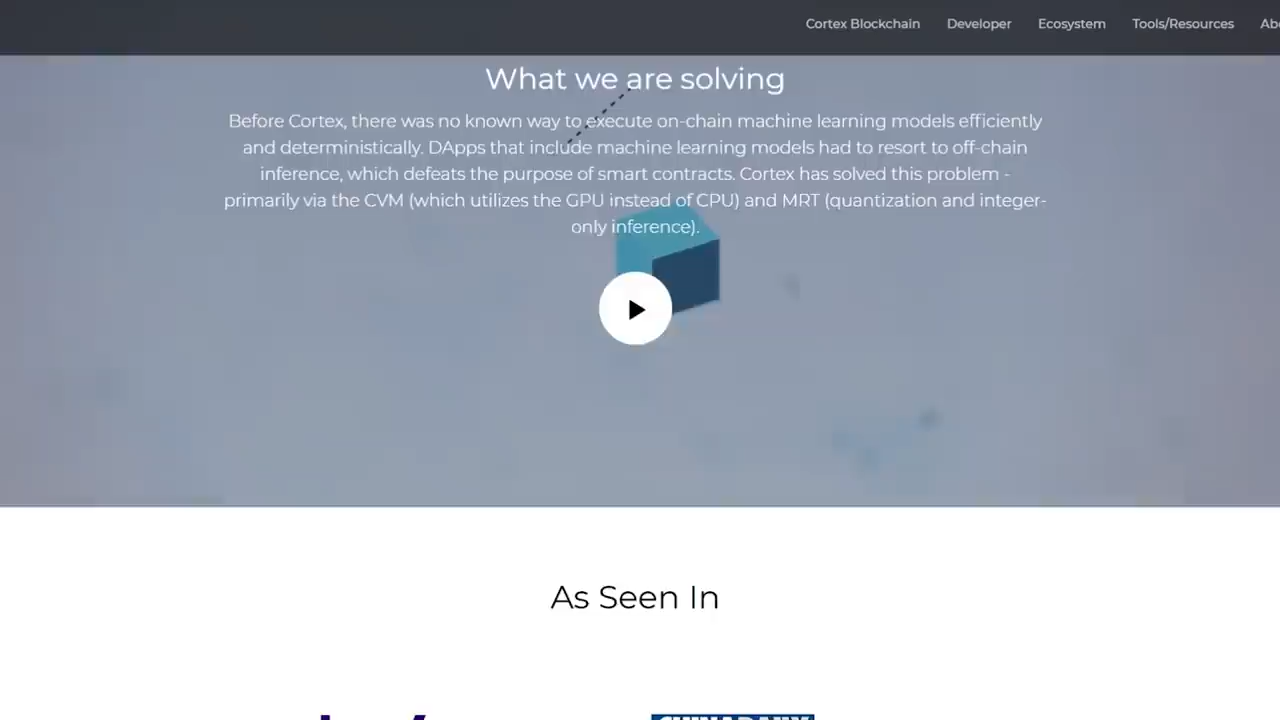 Cortex Blockchain Developer Ecosystem Tools/Resources
What we are solving
Before Cortex, there was no known way to execute on-chain machine learning models efficiently
and deterministically. DApps that include machine learning models had to resort to off-chain
inference, which defeats the purpose of smart contracts. Cortex has solved this problem -
primarily via the CVM (which utilizes the GPU instead of CPU) and MRT (quantization and integer-
only inference).
As Seen In